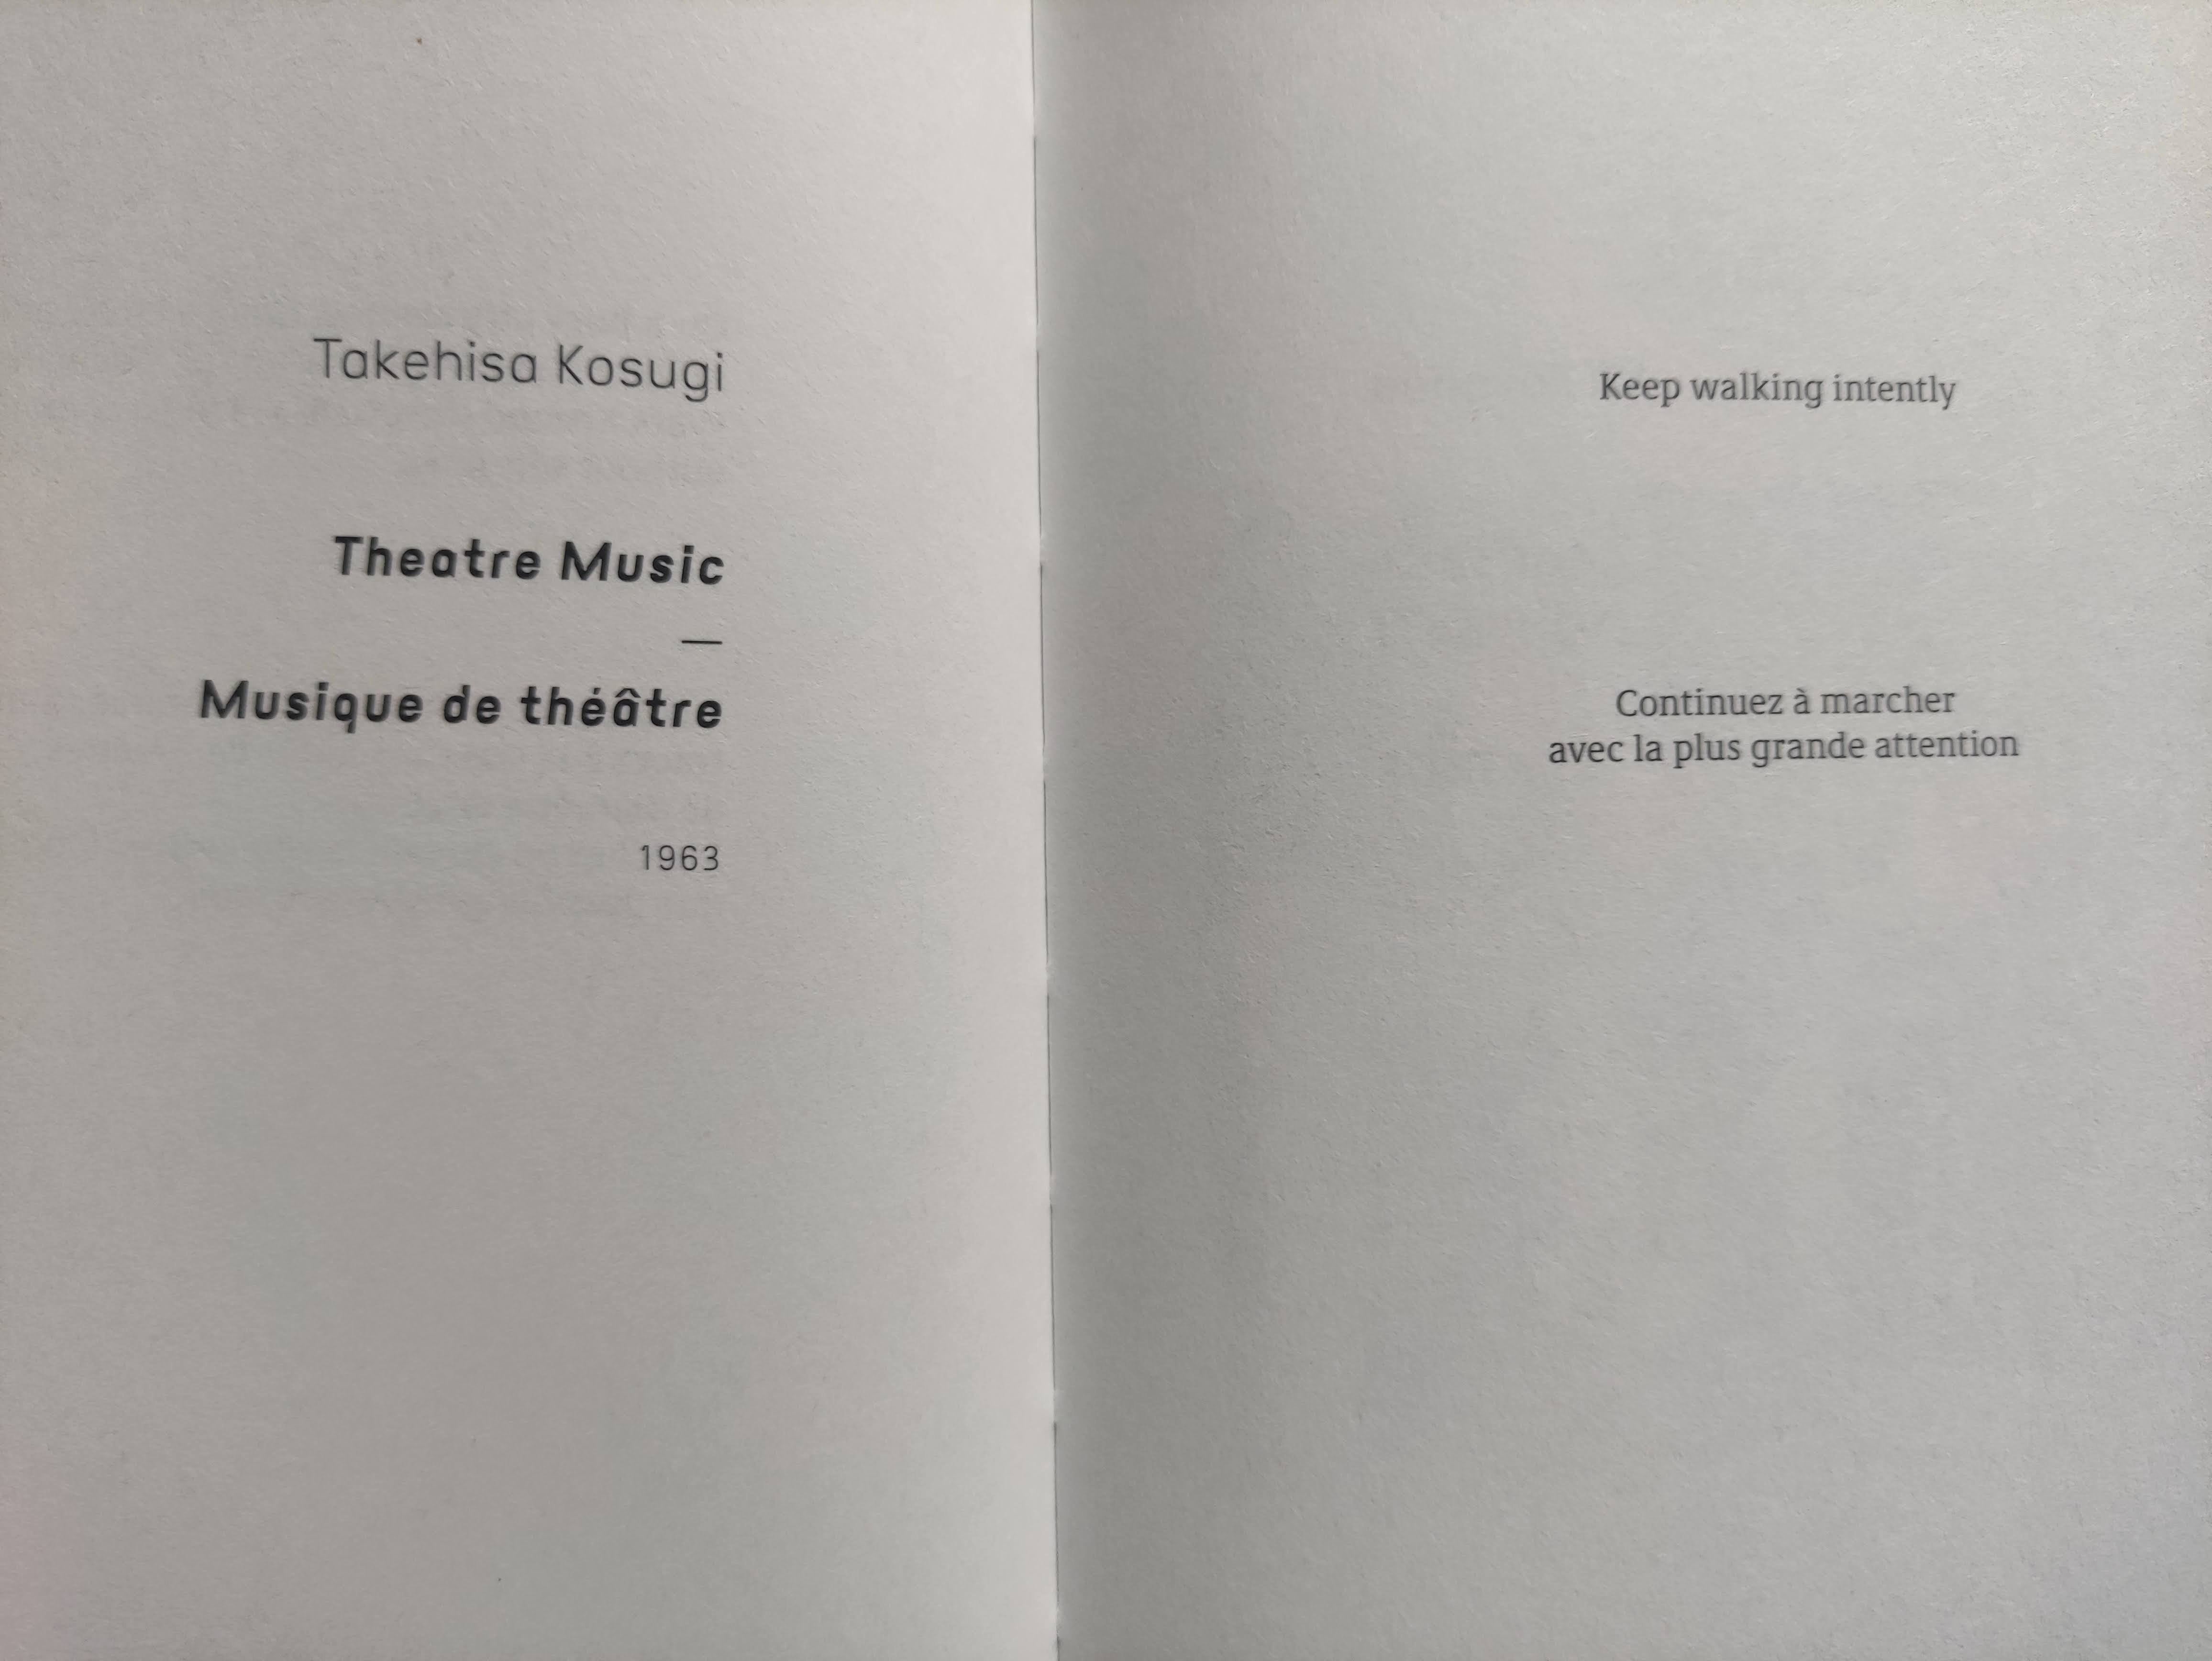 Takehisa Kosugi
Theatre Music
—
Musique de théâtre
1963
Keep walking intently
Continuez à marcher
avec la plus grande attention